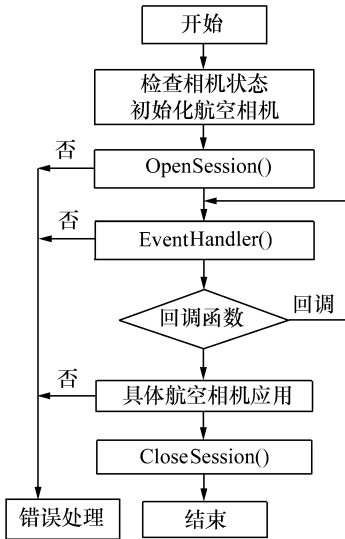 开始
检查相机状态
初始化航空相机
否
OpenSession()
否
EventHandler()
回调函数
回调
否
具体航空相机应用
CloseSession()
错误处理
结束